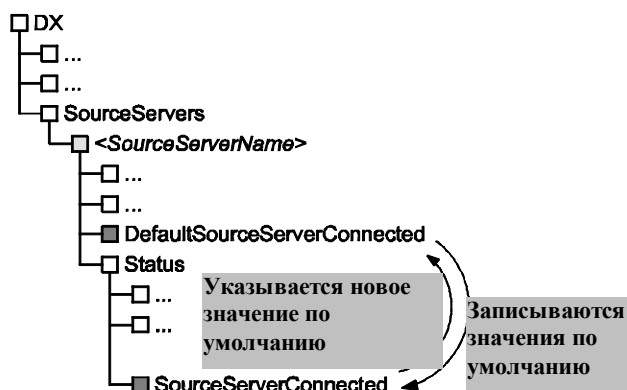 DX
...
...
SourceServers
<SourceServerName>
...
...
DefaultSourceServerConnected
Status
...
...
SourceServerConnected
Указывается новое
значение по
умолчанию
Записываются
значения по
умолчанию